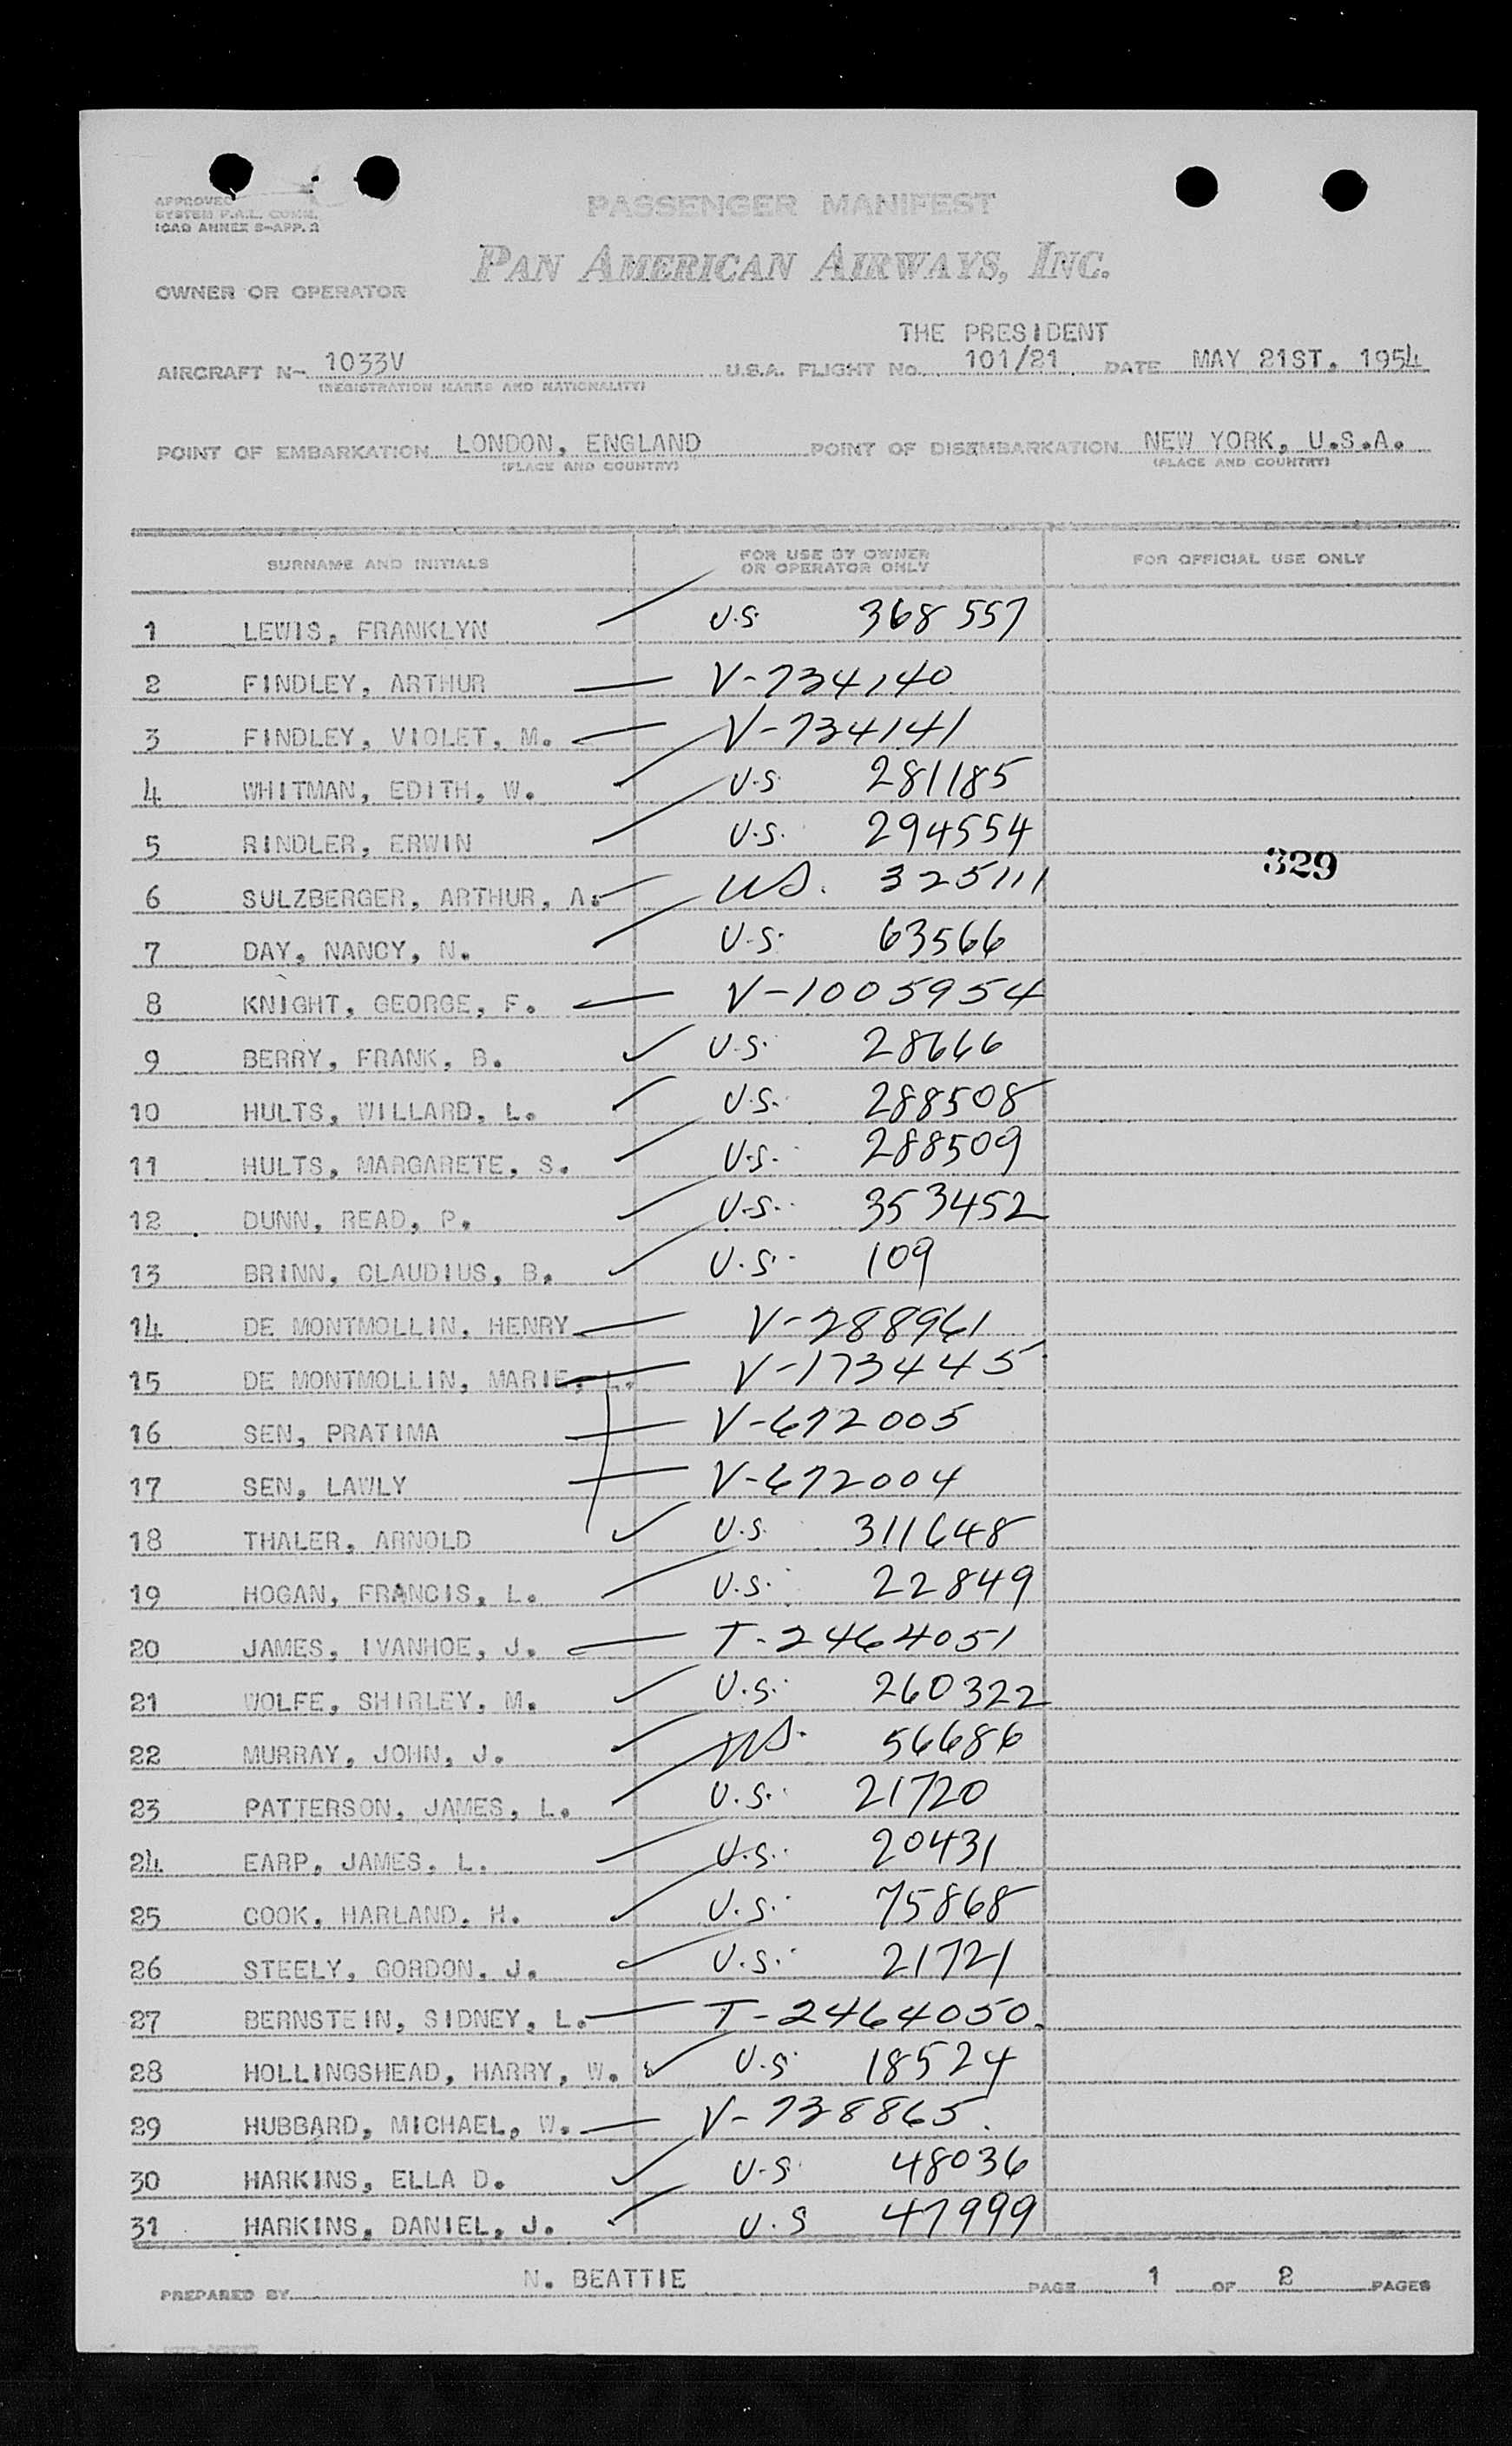 APPROVED
SYSTEM P.A.L. COMM.
ICAO ANNEX 9-APP. 2
PASSENGER MANIFEST
PAN AMERICAN AIRWAYS, INC.
OWNER OR OPERATOR
THE PRESIDENT
AIRCRAFT N- 1033V U.S.A. FLIGHT No. 101/21 DATE MAY 21ST. 1954
(REGISTRATION MARKS AND NATIONALITY)
POINT OF EMBARKATION LONDON, ENGLAND POINT OF DISEMBARKATION NEW YORK, U.S.A.
(PLACE AND COUNTRY) (PLACE AND COUNTRY)
SURNAME AND INITIALS FOR USE BY OWNER OR OPERATOR ONLY FOR OFFICIAL USE ONLY
1 LEWIS, FRANKLYN U.S. 368557
2 FINDLEY, ARTHUR V-734140
3 FINDLEY, VIOLET, M. V-734141
4 WHITMAN, EDITH, W. U.S. 281185
5 RINDLER, ERWIN U.S. 294554
329
6 SULZBERGER, ARTHUR, A. US. 325111
7 DAY, NANCY, N. U.S. 63566
8 KNIGHT, GEORGE, F. V-1005954
9 BERRY, FRANK, B. U.S. 28666
10 HULTS, WILLARD, L. U.S. 288508
11 HULTS, MARGARETE, S. U.S. 288509
12 DUNN, READ, P. U.S. 353452
13 BRINN, CLAUDIUS, B. U.S. 109
14 DE MONTMOLLIN, HENRY V-288961
15 DE MONTMOLLIN, MARIE, L. V-173445
16 SEN, PRATIMA V-672005
17 SEN, LAWLY V-672004
18 THALER, ARNOLD U.S. 311648
19 HOGAN, FRANCIS, L. U.S. 22849
20 JAMES, IVANHOE, J. T-2464051
21 WOLFE, SHIRLEY, M. U.S. 260322
22 MURRAY, JOHN, J. US. 56686
23 PATTERSON, JAMES, L. U.S. 21720
24 EARP, JAMES, L. U.S. 20431
25 COOK, HARLAND, H. U.S. 75868
26 STEELY, GORDON, J. U.S. 21721
27 BERNSTEIN, SIDNEY, L. T-2464050.
28 HOLLINGSHEAD, HARRY, W. U.S 18524
29 HUBBARD, MICHAEL, W. V-738865.
30 HARKINS, ELLA D. U.S 48036
31 HARKINS, DANIEL, J. U.S 47999
PREPARED BY N. BEATTIE PAGE 1 OF 2 PAGES